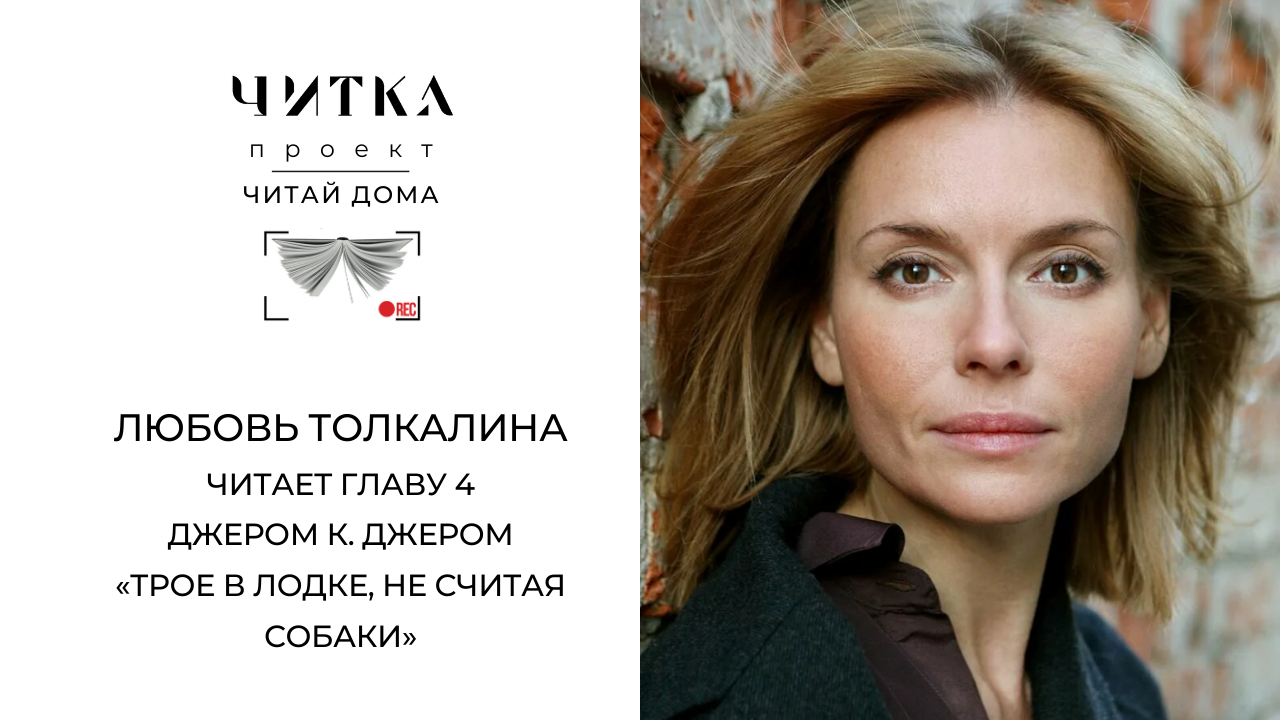 ЧИТКА
проект
ЧИТАЙ ДОМА
REC
ЛЮБОВЬ ТОЛКАЛИНА
ЧИТАЕТ ГЛАВУ 4
ДЖЕРОМ К. ДЖЕРОМ
«ТРОЕ В ЛОДКЕ, НЕ СЧИТАЯ
СОБАКИ»